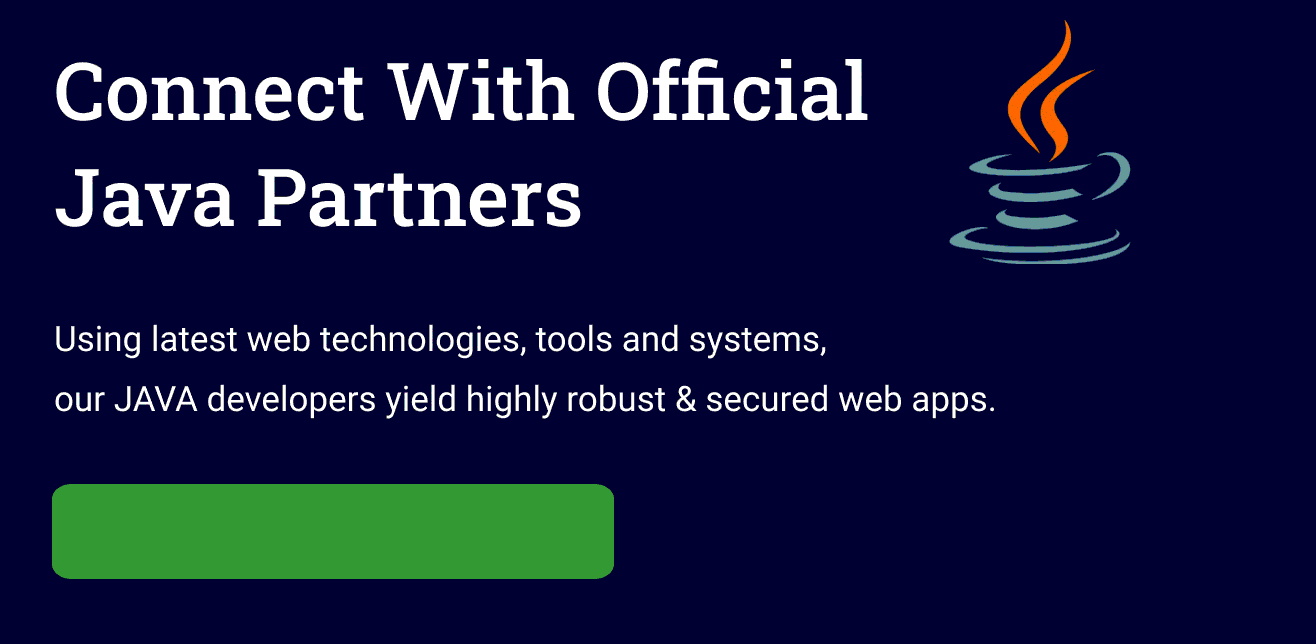 Connect With Official
Java Partners
Using latest web technologies, tools and systems,
our JAVA developers yield highly robust & secured web apps.